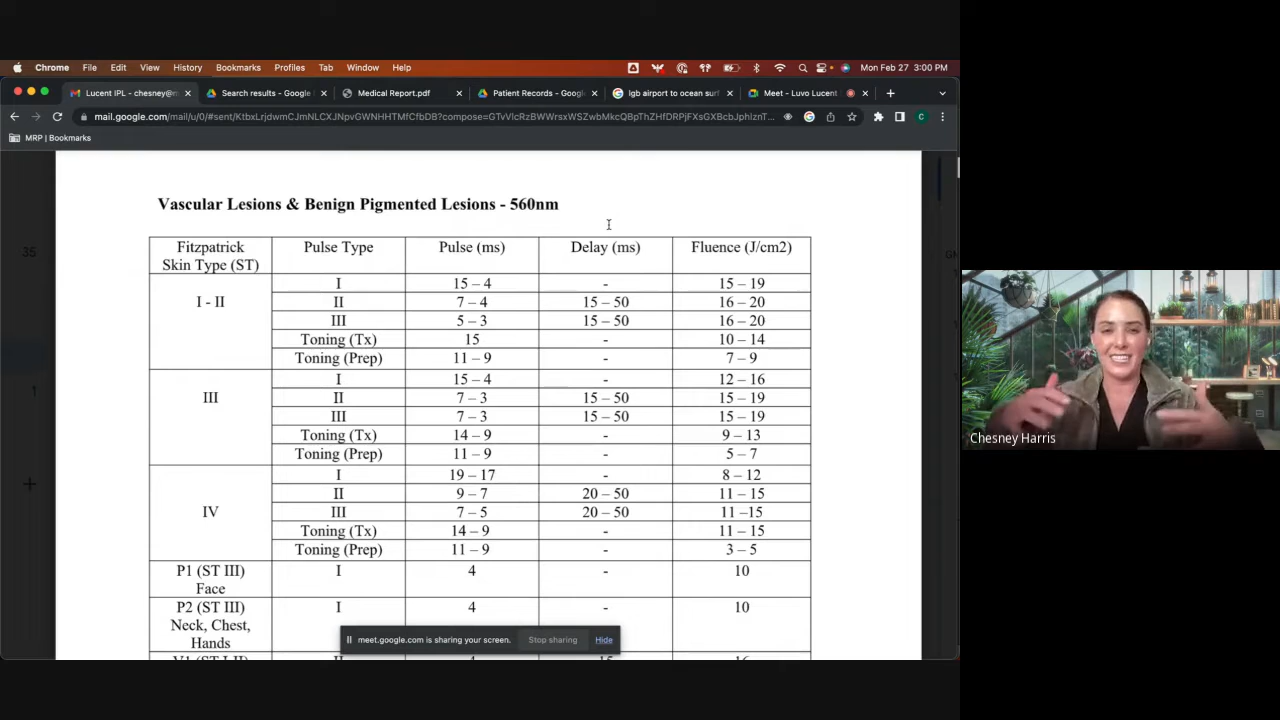 Chrome File Edit View History Bookmarks Profiles Tab Window Help Mon Feb 27 3:00 PM
Lucent IPL - chesney@m Search results - Google Medical Report.pdf Patient Records - Google lgb airport to ocean surf Meet - Luvo Lucent
MRP | Bookmarks
Vascular Lesions & Benign Pigmented Lesions - 560nm
Fitzpatrick Skin Type (ST) Pulse Type Pulse (ms) Delay (ms) Fluence (J/cm2)
I - II
I 15 – 4 - 15 – 19
II 7 – 4 15 – 50 16 – 20
III 5 – 3 15 – 50 16 – 20
Toning (Tx) 15 - 10 – 14
Toning (Prep) 11 – 9 - 7 – 9
III
I 15 – 4 - 12 – 16
II 7 – 3 15 – 50 15 – 19
III 7 – 3 15 – 50 15 – 19
Toning (Tx) 14 – 9 - 9 – 13
Toning (Prep) 11 – 9 - 5 – 7
IV
I 19 – 17 - 8 – 12
II 9 – 7 20 – 50 11 – 15
III 7 – 5 20 – 50 11 –15
Toning (Tx) 14 – 9 - 11 – 15
Toning (Prep) 11 – 9 - 3 – 5
P1 (ST III) I 4 - 10
Face
P2 (ST III) I 4 - 10
Neck, Chest,
Hands
meet.google.com is sharing your screen. Stop sharing Hide
35
1
Chesney Harris